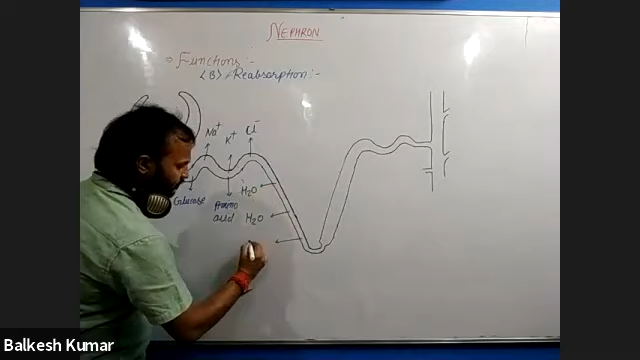 NEPHRON
⇒ Functions :-
(B) → Reabsorption :-
Na⁺
K⁺
Cl⁻
Glucose
Amino
acid
H₂O
H₂O
Balkesh Kumar